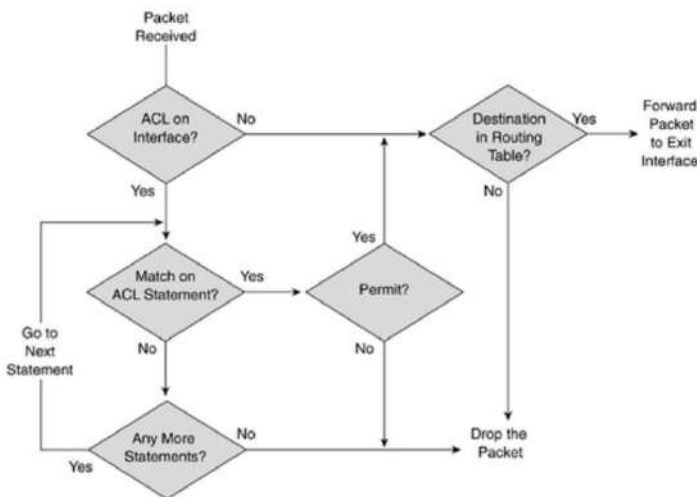 Packet
Received
ACL on
Interface?
No
Yes
Destination
in Routing
Table?
Yes
No
Forward
Packet
to Exit
Interface
Match on
ACL Statement?
Yes
No
Permit?
Yes
No
Go to
Next
Statement
Any More
Statements?
Yes
No
Drop the
Packet